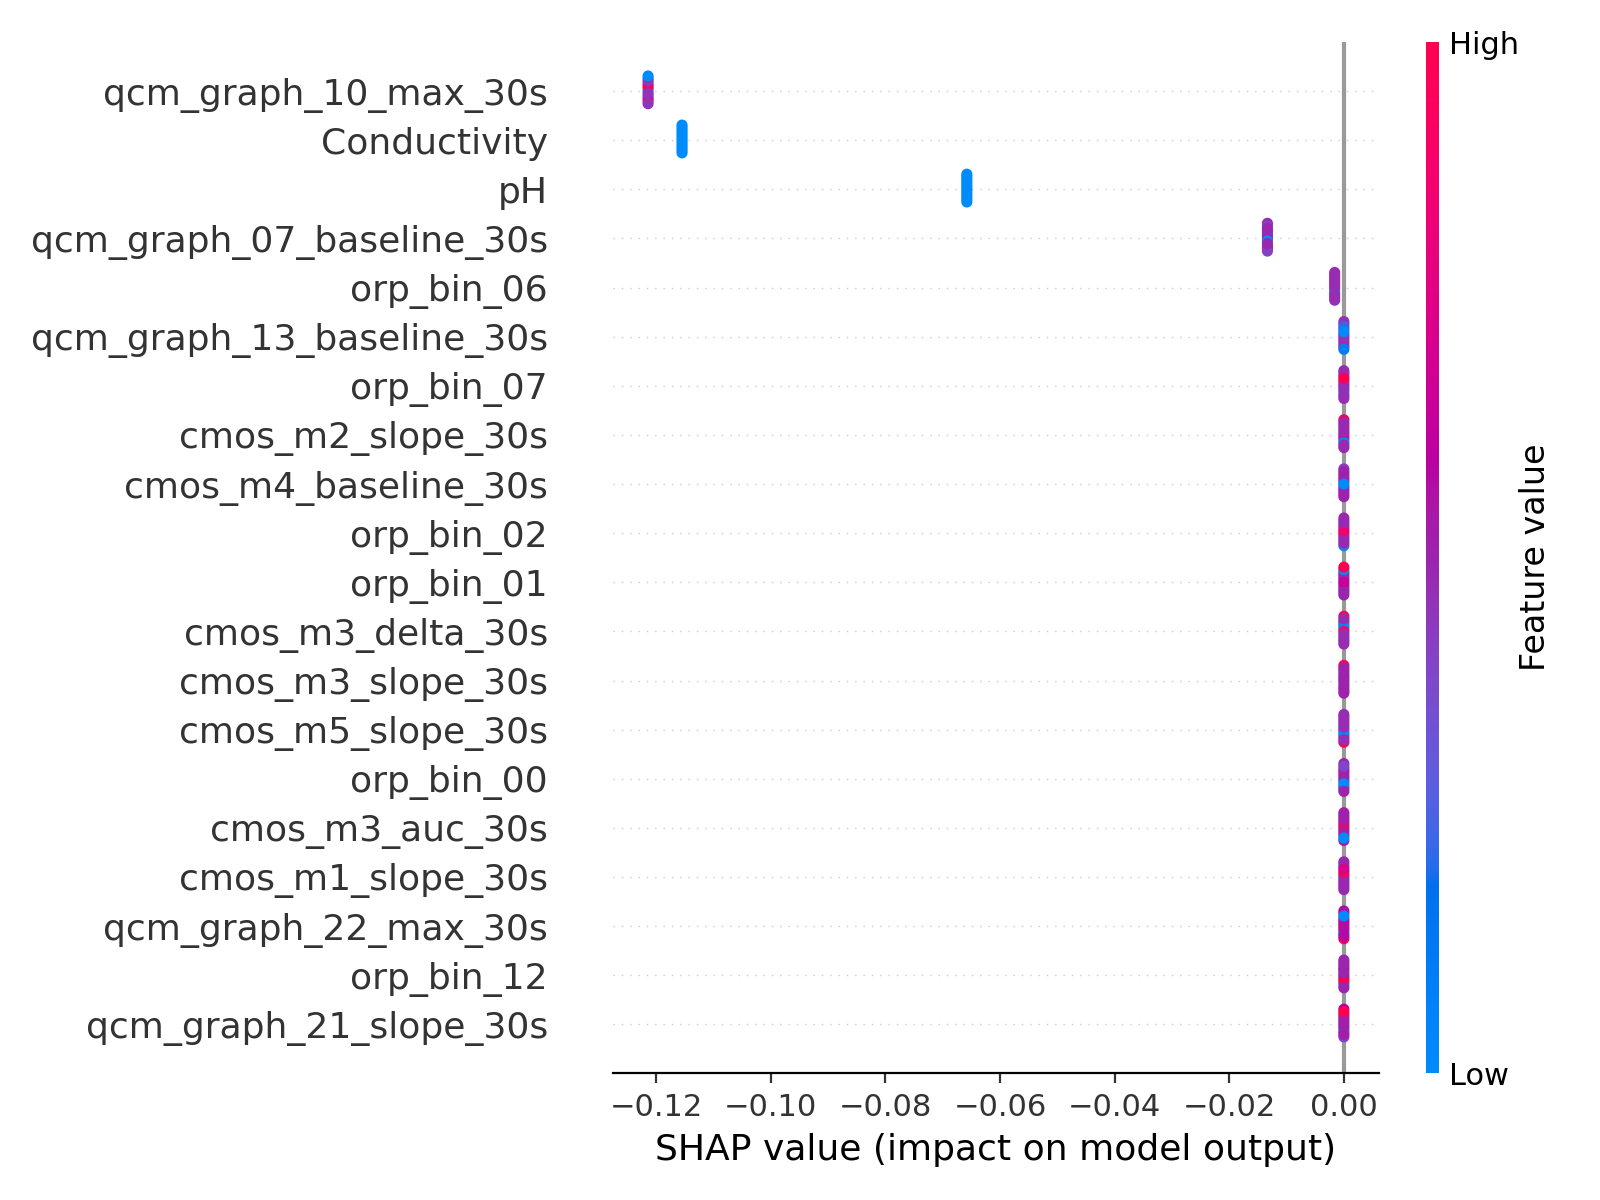 High
qcm_graph_10_max_30s
Conductivity
pH
qcm_graph_07_baseline_30s
orp_bin_06
qcm_graph_13_baseline_30s
orp_bin_07
cmos_m2_slope_30s
cmos_m4_baseline_30s
orp_bin_02
orp_bin_01
cmos_m3_delta_30s
cmos_m3_slope_30s
cmos_m5_slope_30s
orp_bin_00
cmos_m3_auc_30s
cmos_m1_slope_30s
qcm_graph_22_max_30s
orp_bin_12
qcm_graph_21_slope_30s
Feature value
Low
−0.12 −0.10 −0.08 −0.06 −0.04 −0.02 0.00
SHAP value (impact on model output)